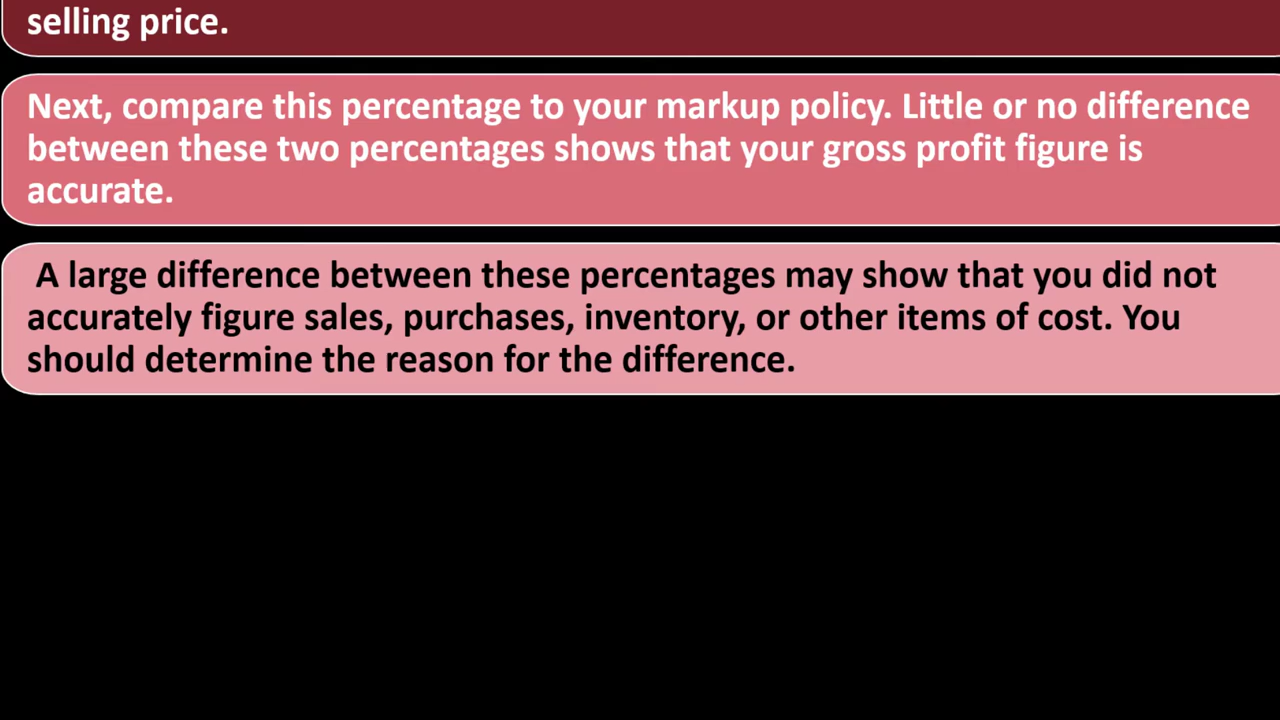 selling price.
Next, compare this percentage to your markup policy. Little or no difference
between these two percentages shows that your gross profit figure is
accurate.
A large difference between these percentages may show that you did not
accurately figure sales, purchases, inventory, or other items of cost. You
should determine the reason for the difference.